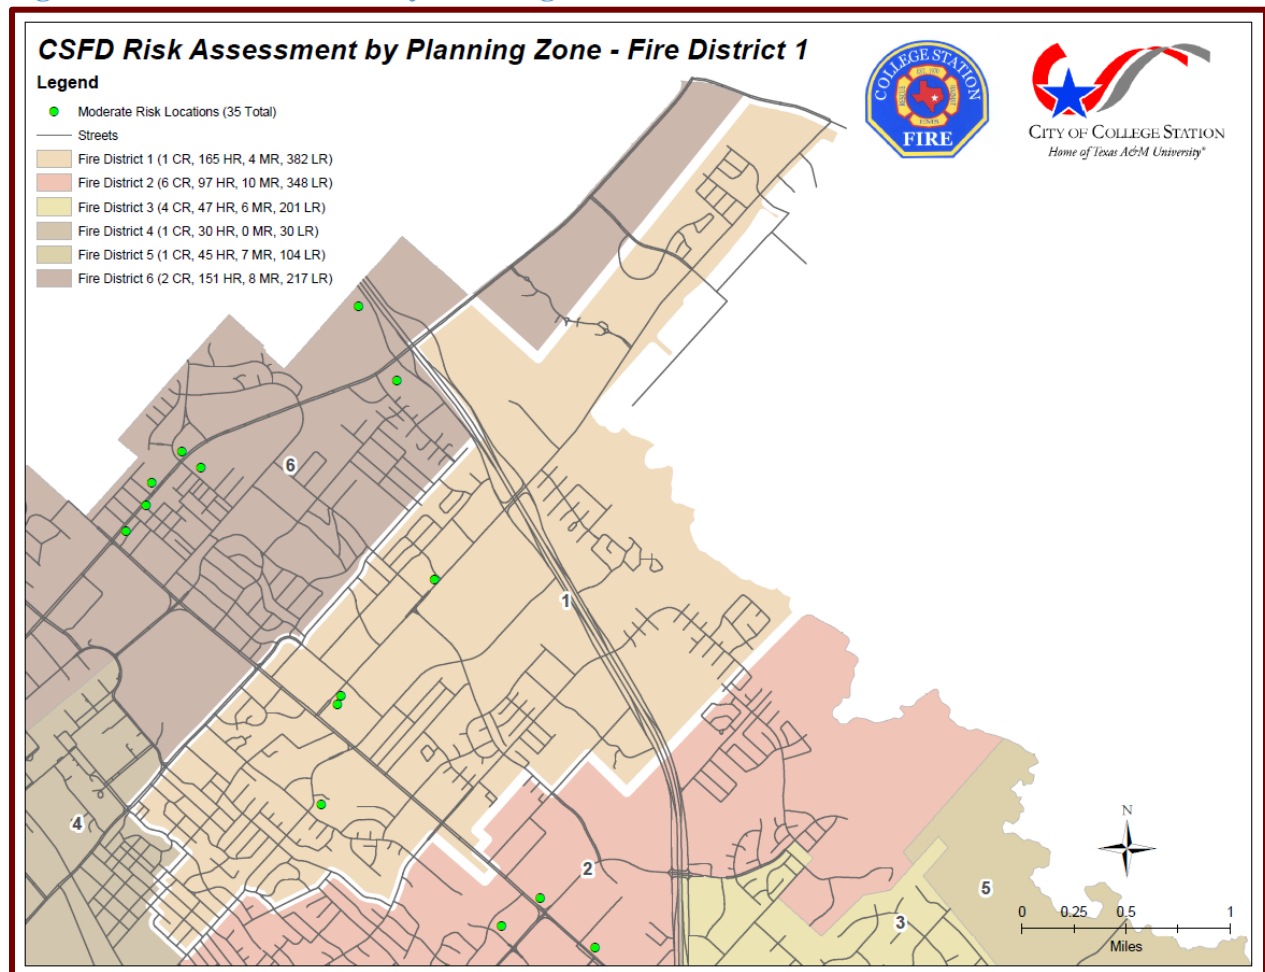 CSFD Risk Assessment by Planning Zone - Fire District 1
Legend
Moderate Risk Locations (35 Total)
Streets
Fire District 1 (1 CR, 165 HR, 4 MR, 382 LR)
Fire District 2 (6 CR, 97 HR, 10 MR, 348 LR)
Fire District 3 (4 CR, 47 HR, 6 MR, 201 LR)
Fire District 4 (1 CR, 30 HR, 0 MR, 30 LR)
Fire District 5 (1 CR, 45 HR, 7 MR, 104 LR)
Fire District 6 (2 CR, 151 HR, 8 MR, 217 LR)
COLLEGE STATION
RESCUE
EMS
FIRE
CITY OF COLLEGE STATION
Home of Texas A&M University®
6
1
4
2
3
5
N
0 0.25 0.5 1
Miles